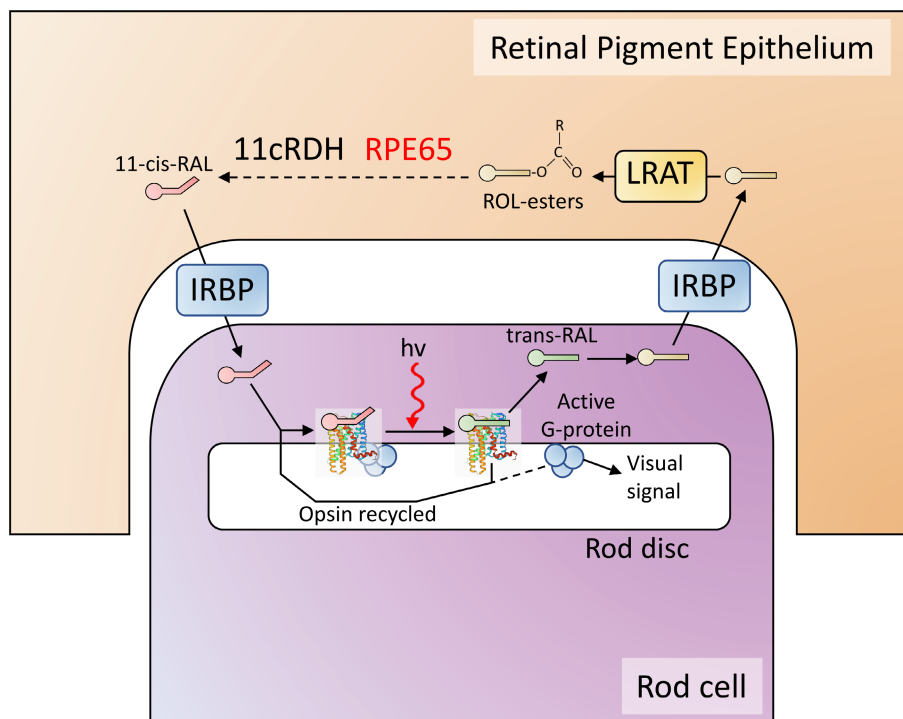 Retinal Pigment Epithelium
11cRDH RPE65
11-cis-RAL
R
C
O
O
ROL-esters
LRAT
IRBP
IRBP
hv
trans-RAL
Active
G-protein
Visual
signal
Opsin recycled
Rod disc
Rod cell